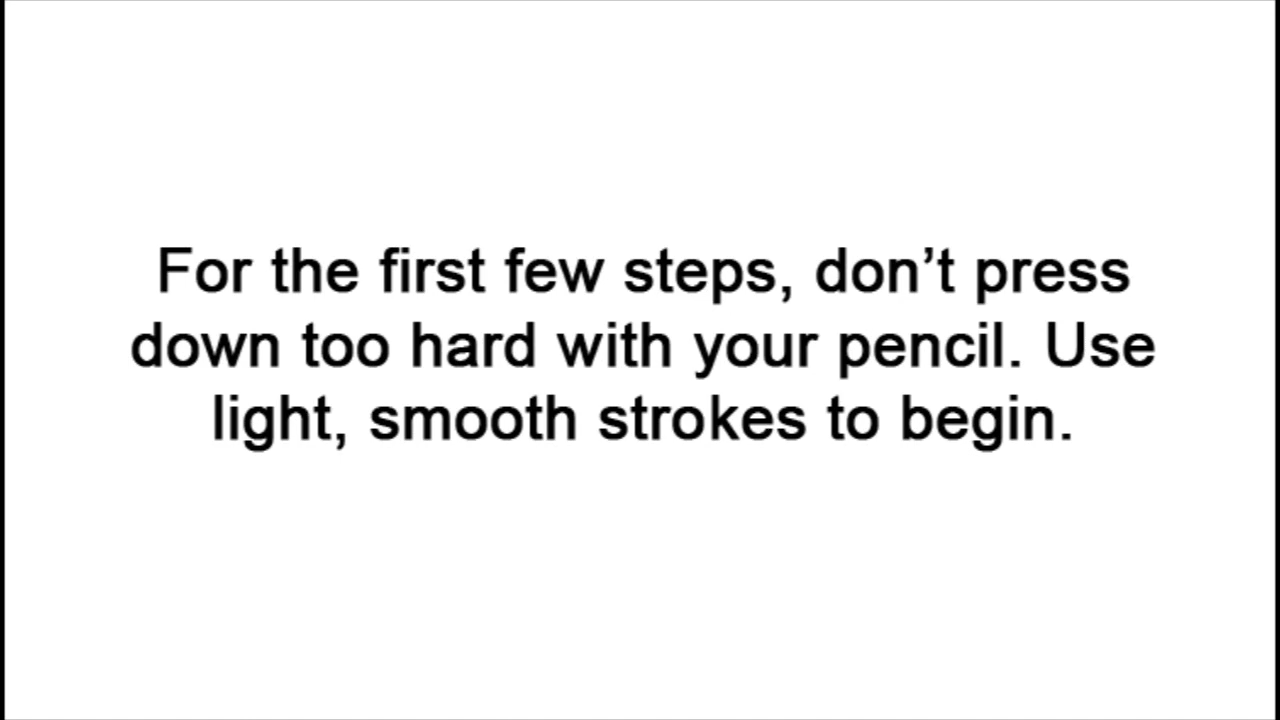 For the first few steps, don’t press
down too hard with your pencil. Use
light, smooth strokes to begin.